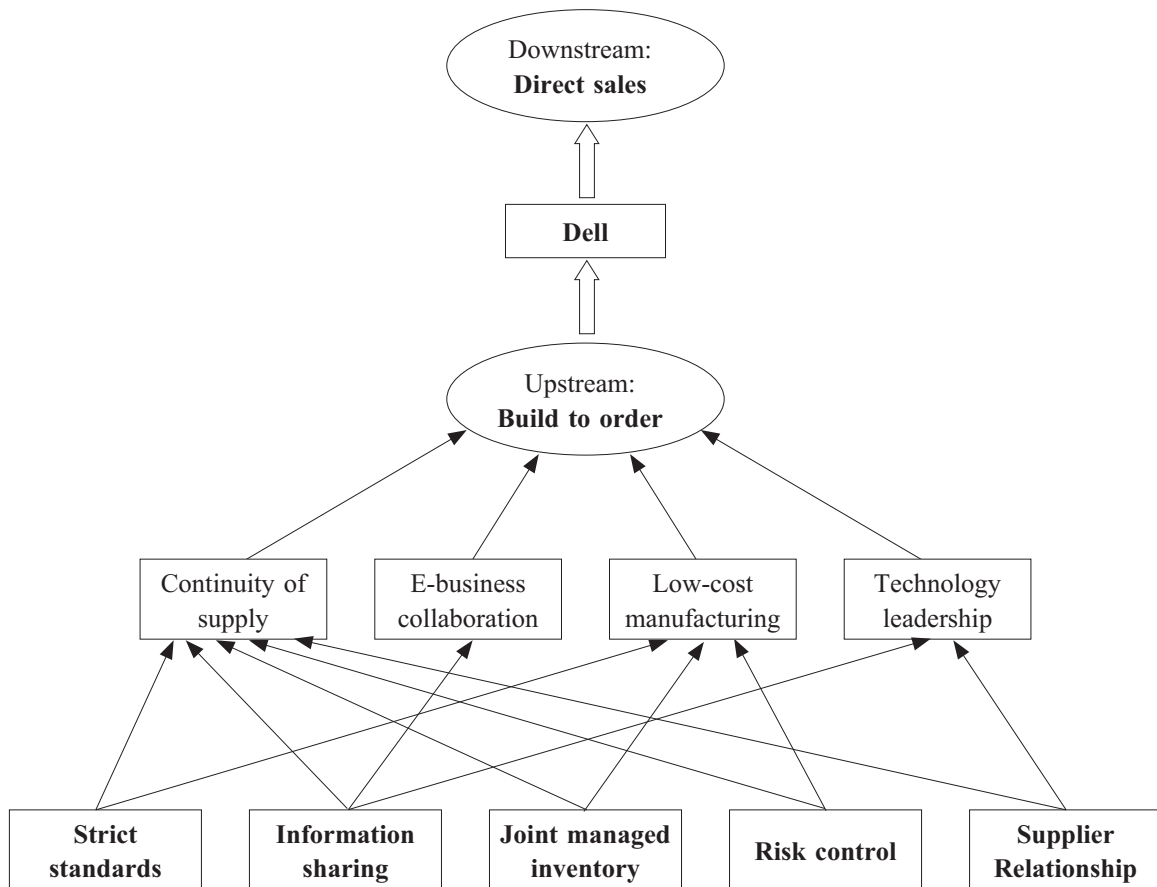 Downstream:
Direct sales
Dell
Upstream:
Build to order
Continuity of
supply
E-business
collaboration
Low-cost
manufacturing
Technology
leadership
Strict
standards
Information
sharing
Joint managed
inventory
Risk control
Supplier
Relationship